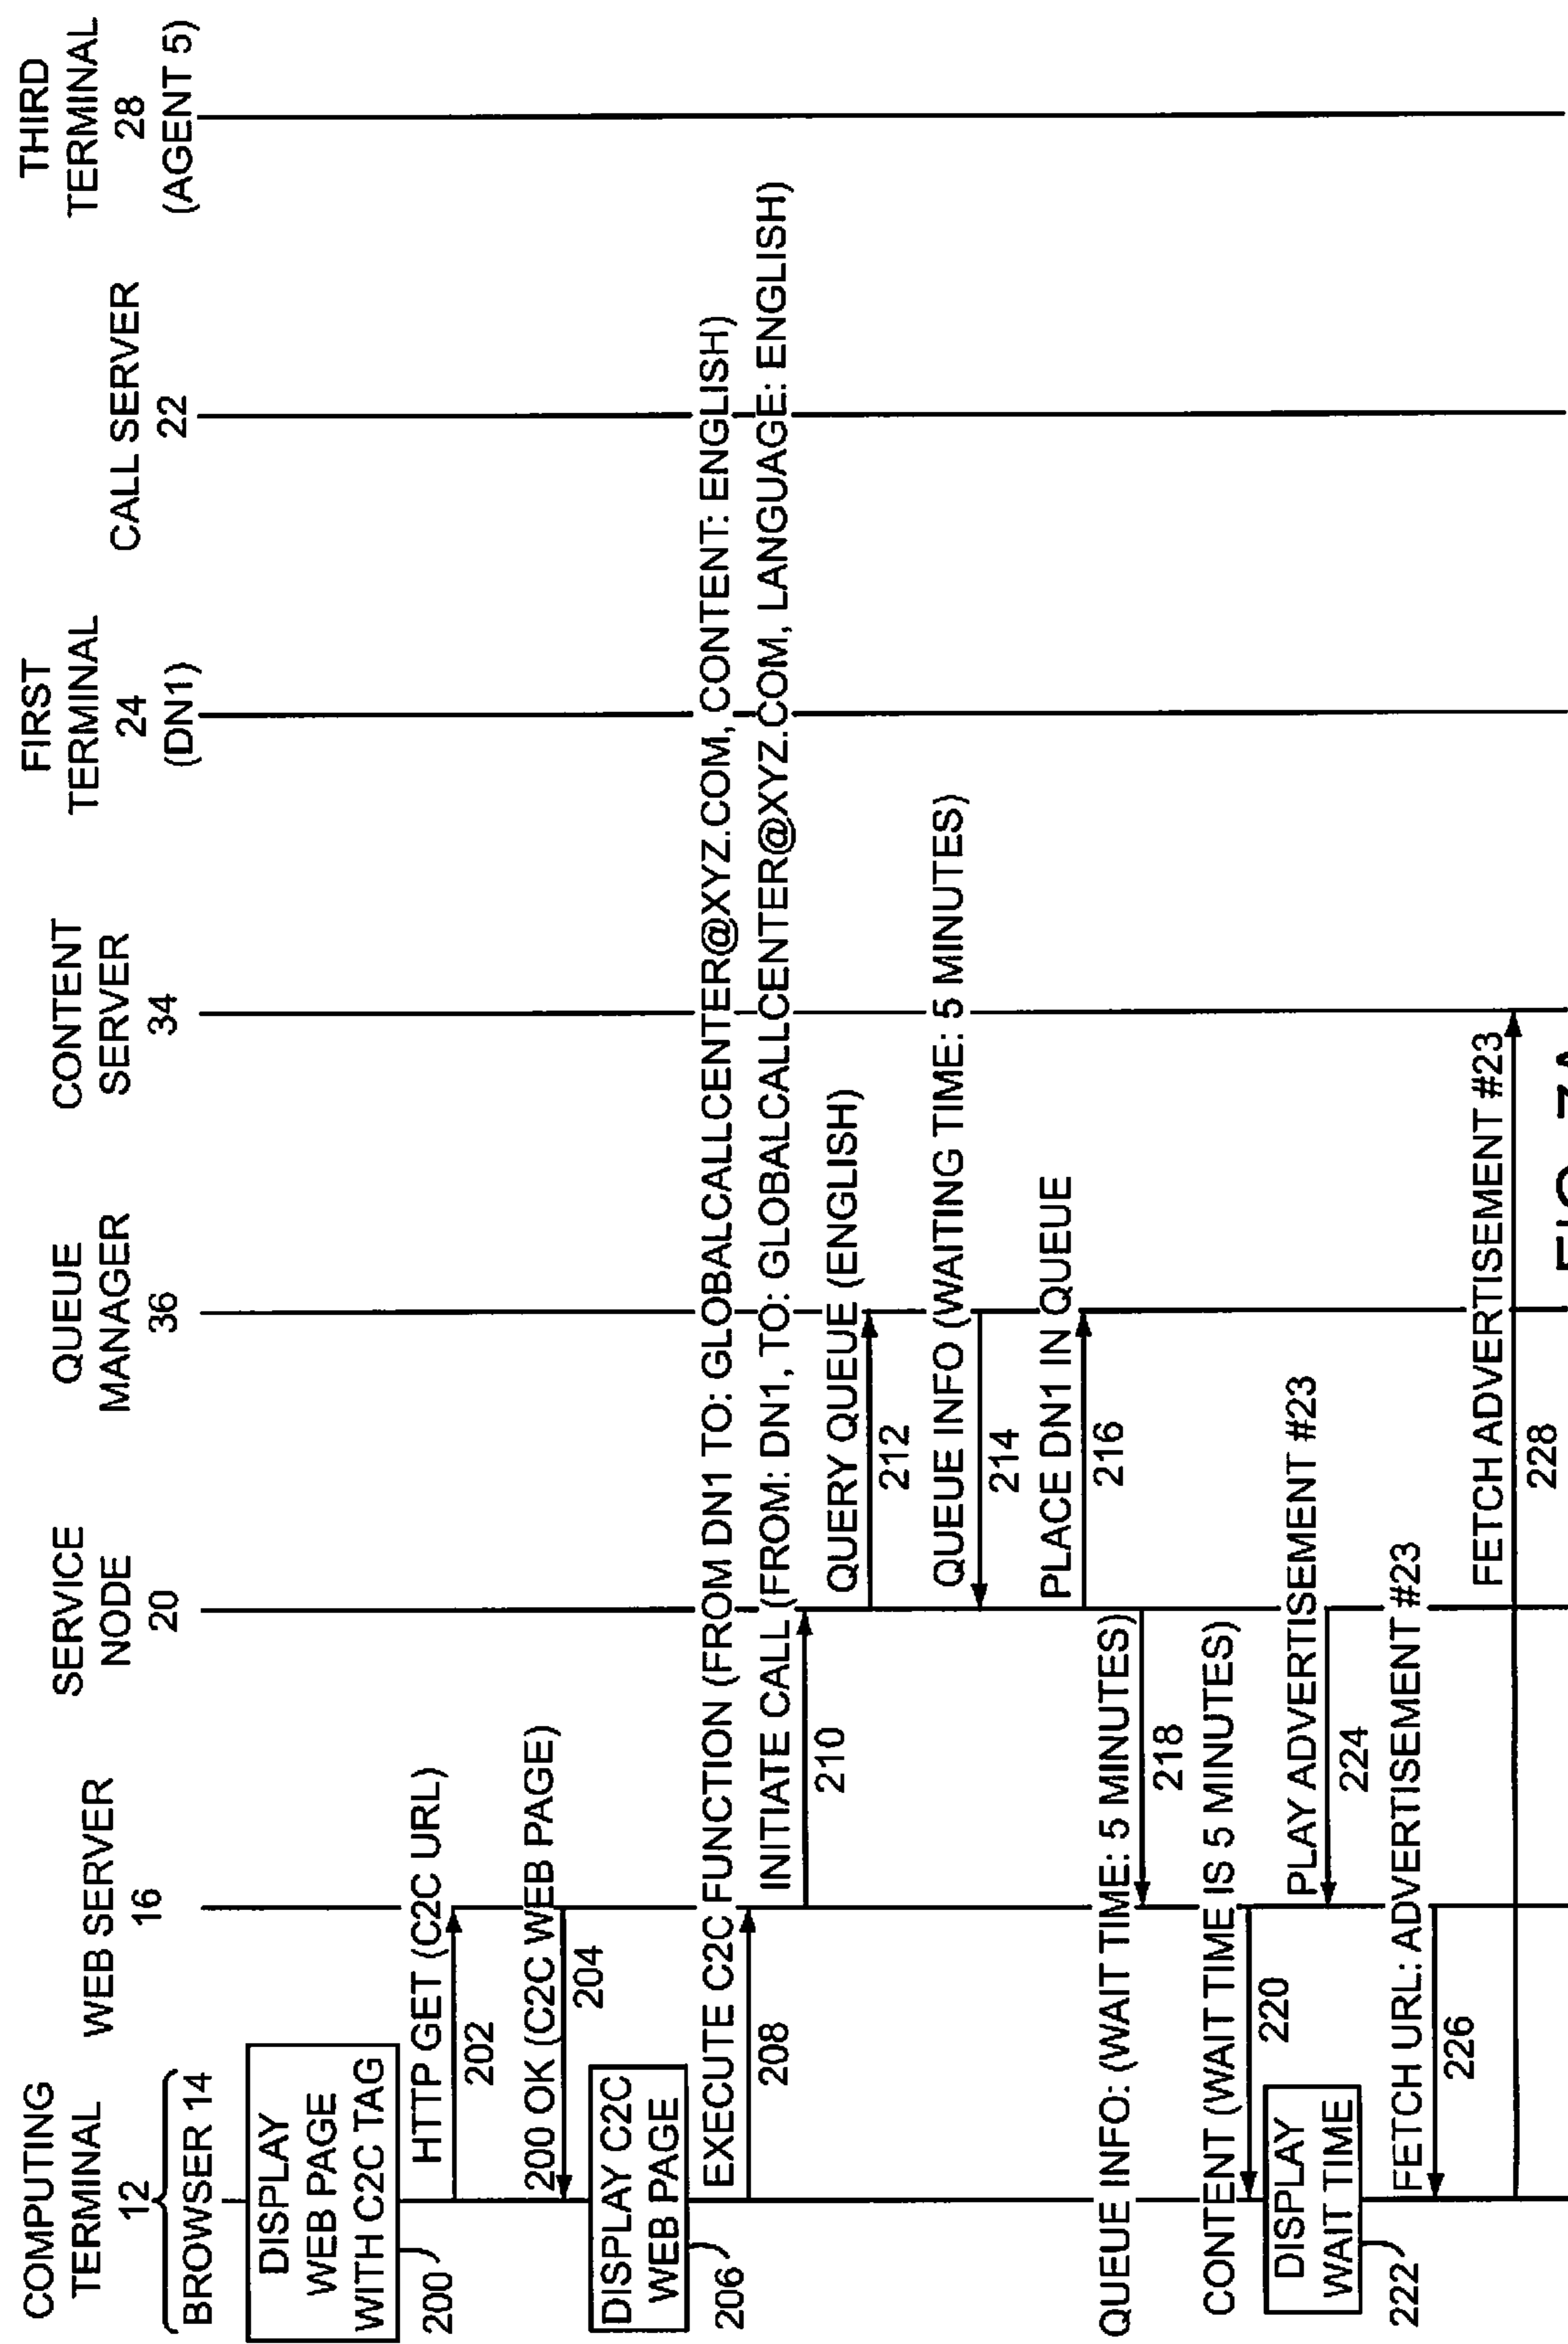 COMPUTING
TERMINAL
12
BROWSER 14
WEB SERVER
16
SERVICE
NODE
20
QUEUE
MANAGER
36
CONTENT
SERVER
34
FIRST
TERMINAL
24
(DN1)
CALL SERVER
22
THIRD
TERMINAL
28
(AGENT 5)
DISPLAY
WEB PAGE
WITH C2C TAG
200
HTTP GET (C2C URL)
202
200 OK (C2C WEB PAGE)
204
DISPLAY C2C
WEB PAGE
206
EXECUTE C2C FUNCTION (FROM DN1 TO: GLOBALCALLCENTER@XYZ.COM, CONTENT: ENGLISH)
208
INITIATE CALL (FROM: DN1, TO: GLOBALCALLCENTER@XYZ.COM, LANGUAGE: ENGLISH)
210
QUERY QUEUE (ENGLISH)
212
QUEUE INFO (WAITING TIME: 5 MINUTES)
214
PLACE DN1 IN QUEUE
216
QUEUE INFO: (WAIT TIME: 5 MINUTES)
218
CONTENT (WAIT TIME IS 5 MINUTES)
220
DISPLAY
WAIT TIME
222
PLAY ADVERTISEMENT #23
224
FETCH URL: ADVERTISEMENT #23
226
FETCH ADVERTISEMENT #23
228